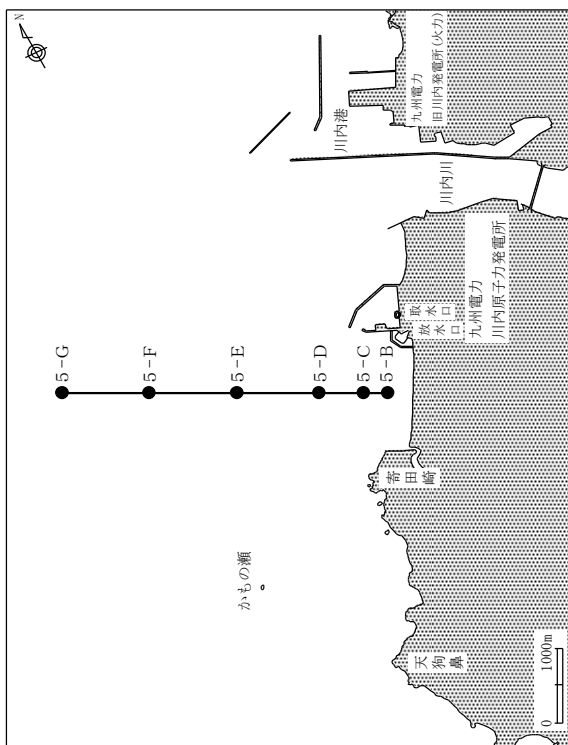 N
5-G
5-F
5-E
5-D
5-C
5-B
川内港
九州電力
旧川内発電所(火力)
川内川
取水口
放水口
九州電力
川内原子力発電所
寄田崎
かもの瀬
天狗鼻
0 1000m